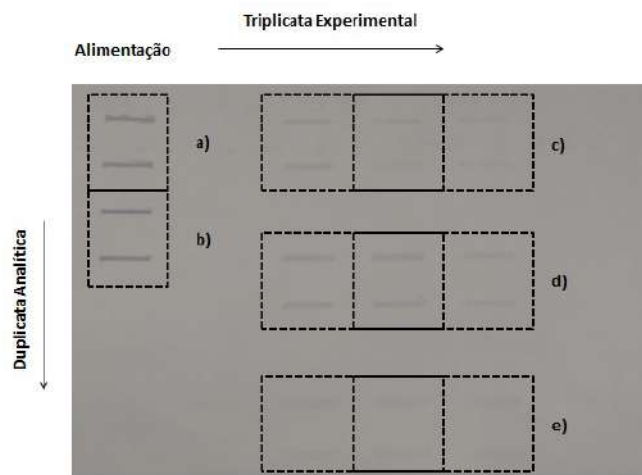 Triplicata Experimental
Alimentação
a)
c)
b)
d)
e)
Duplicata Analítica